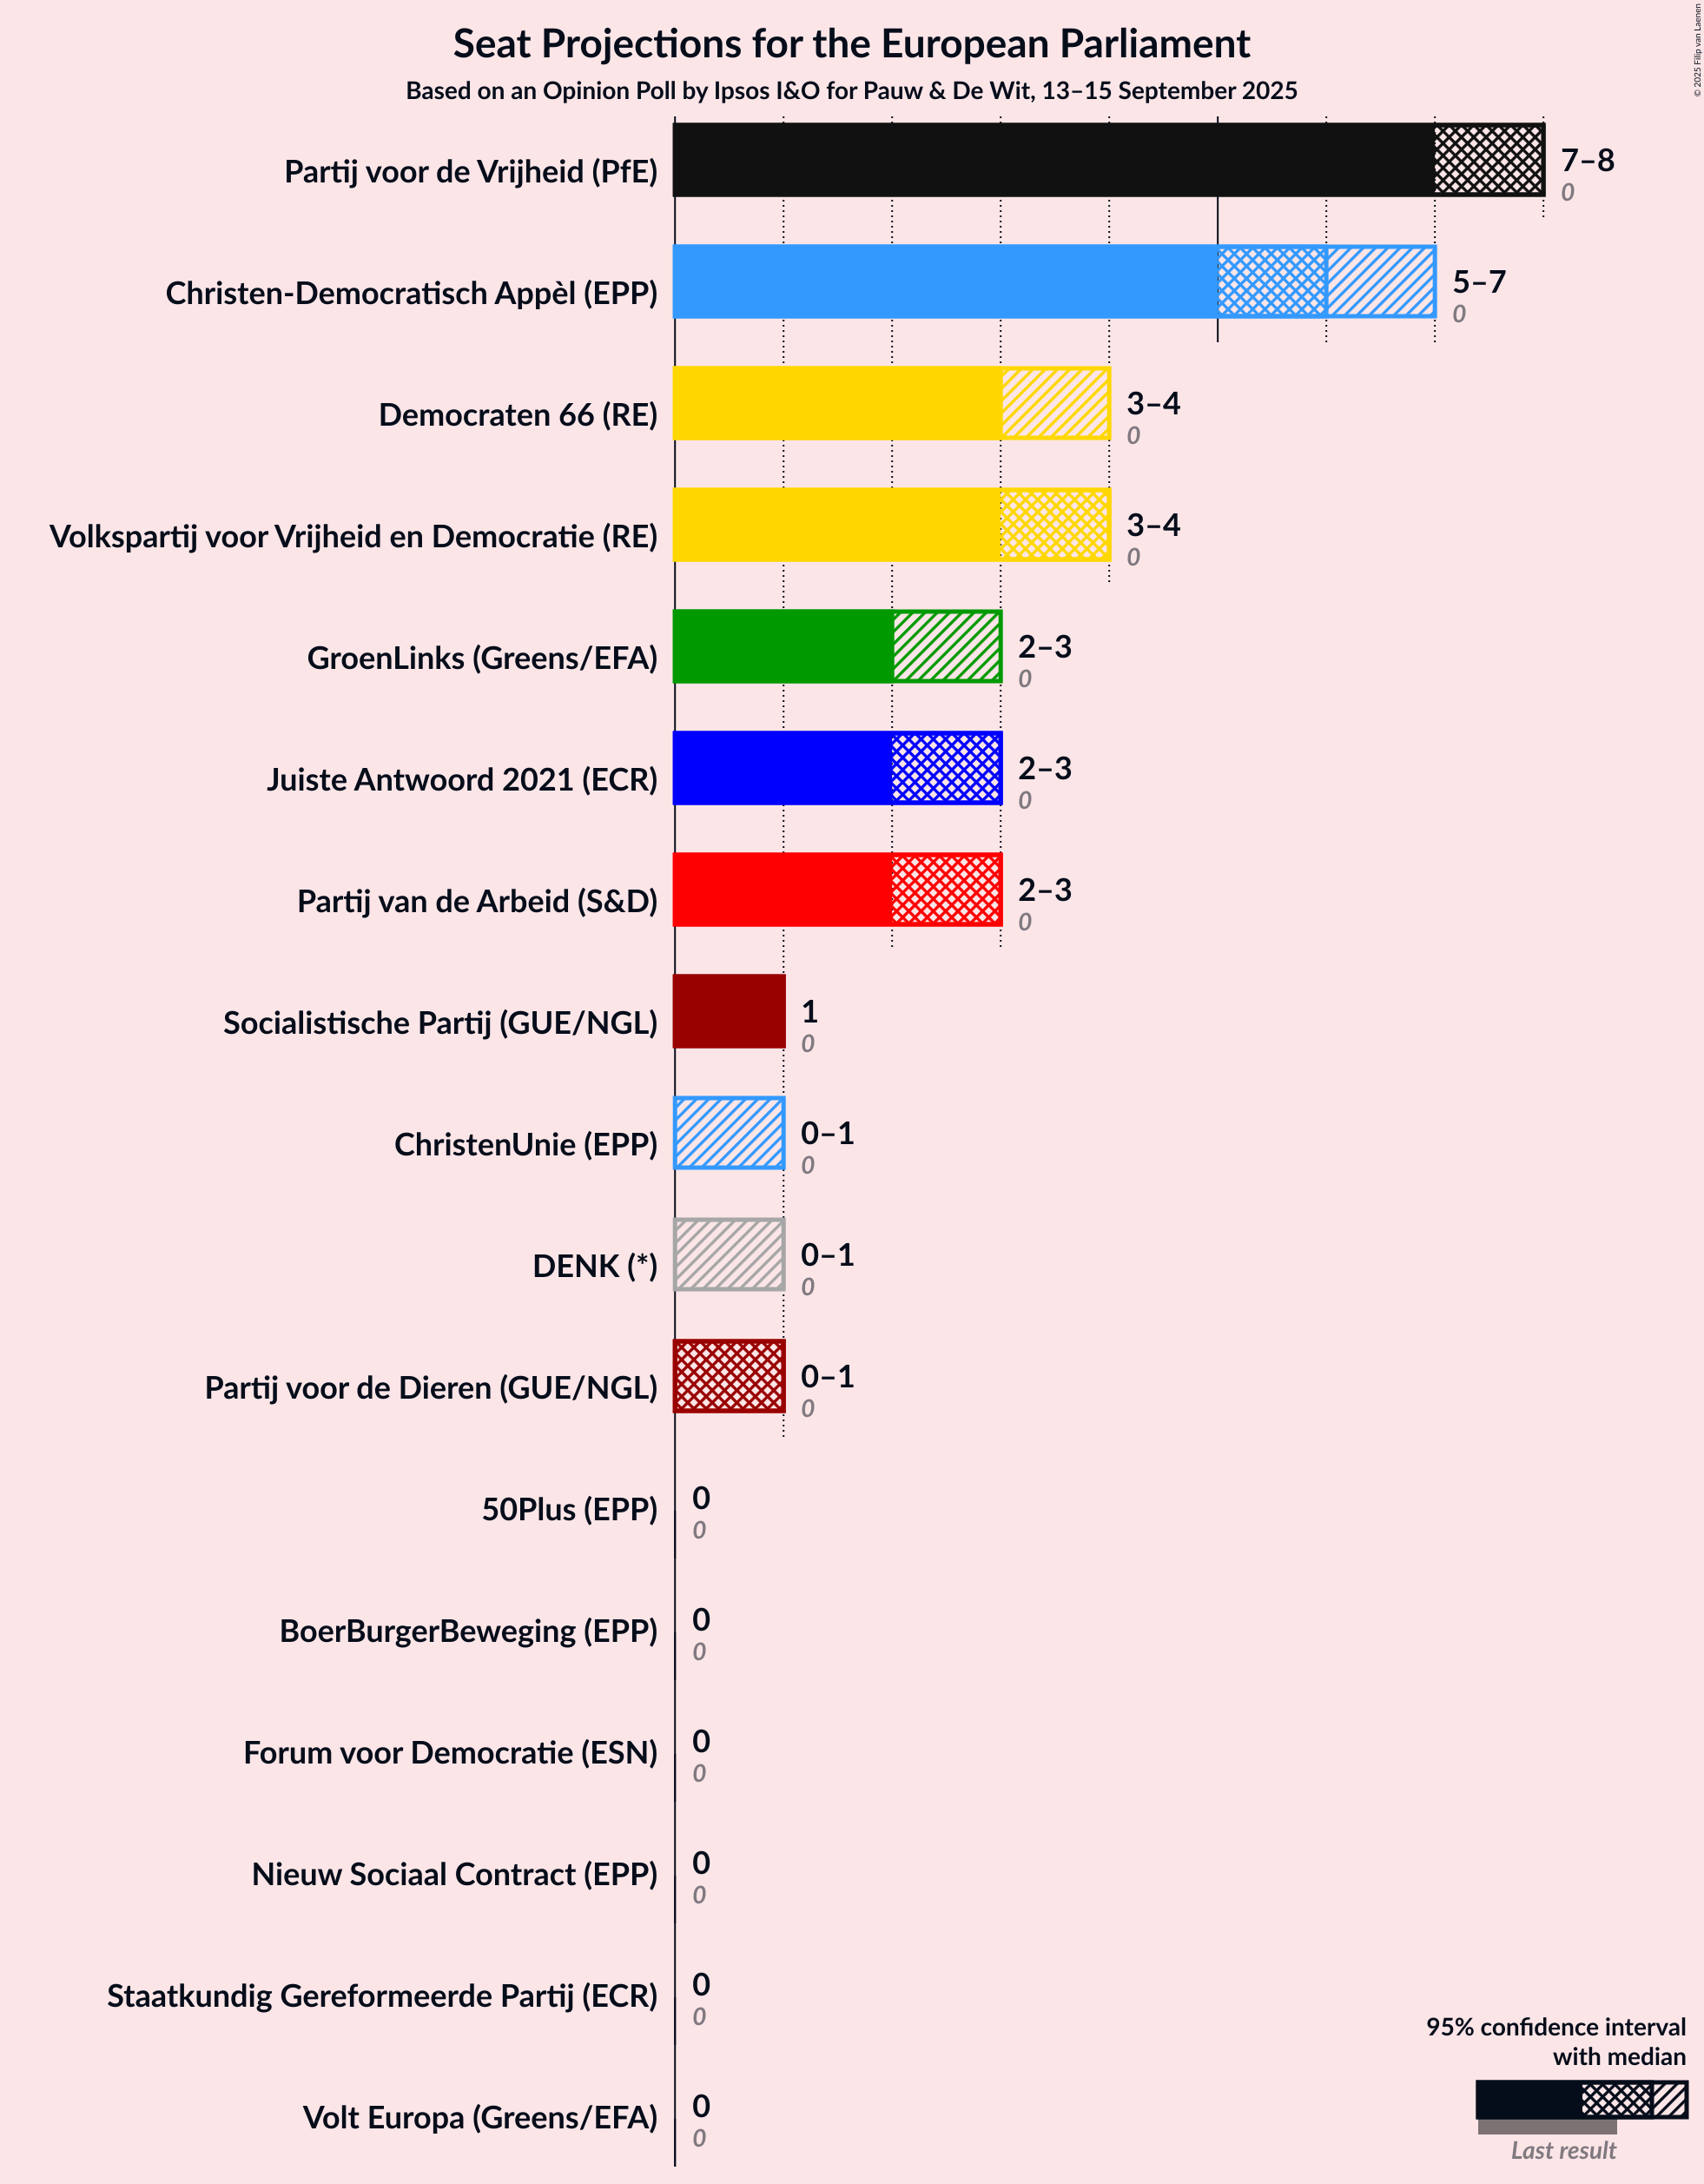 Seat Projections for the European Parliament
Based on an Opinion Poll by Ipsos I&O for Pauw & De Wit, 13–15 September 2025
© 2025 Filip van Laenen
Partij voor de Vrijheid (PfE)
7–8
0
Christen-Democratisch Appèl (EPP)
5–7
0
Democraten 66 (RE)
3–4
0
Volkspartij voor Vrijheid en Democratie (RE)
3–4
0
GroenLinks (Greens/EFA)
2–3
0
Juiste Antwoord 2021 (ECR)
2–3
0
Partij van de Arbeid (S&D)
2–3
0
Socialistische Partij (GUE/NGL)
1
0
ChristenUnie (EPP)
0–1
0
DENK (*)
0–1
0
Partij voor de Dieren (GUE/NGL)
0–1
0
50Plus (EPP)
0
0
BoerBurgerBeweging (EPP)
0
0
Forum voor Democratie (ESN)
0
0
Nieuw Sociaal Contract (EPP)
0
0
Staatkundig Gereformeerde Partij (ECR)
0
0
Volt Europa (Greens/EFA)
0
0
95% confidence interval
with median
Last result